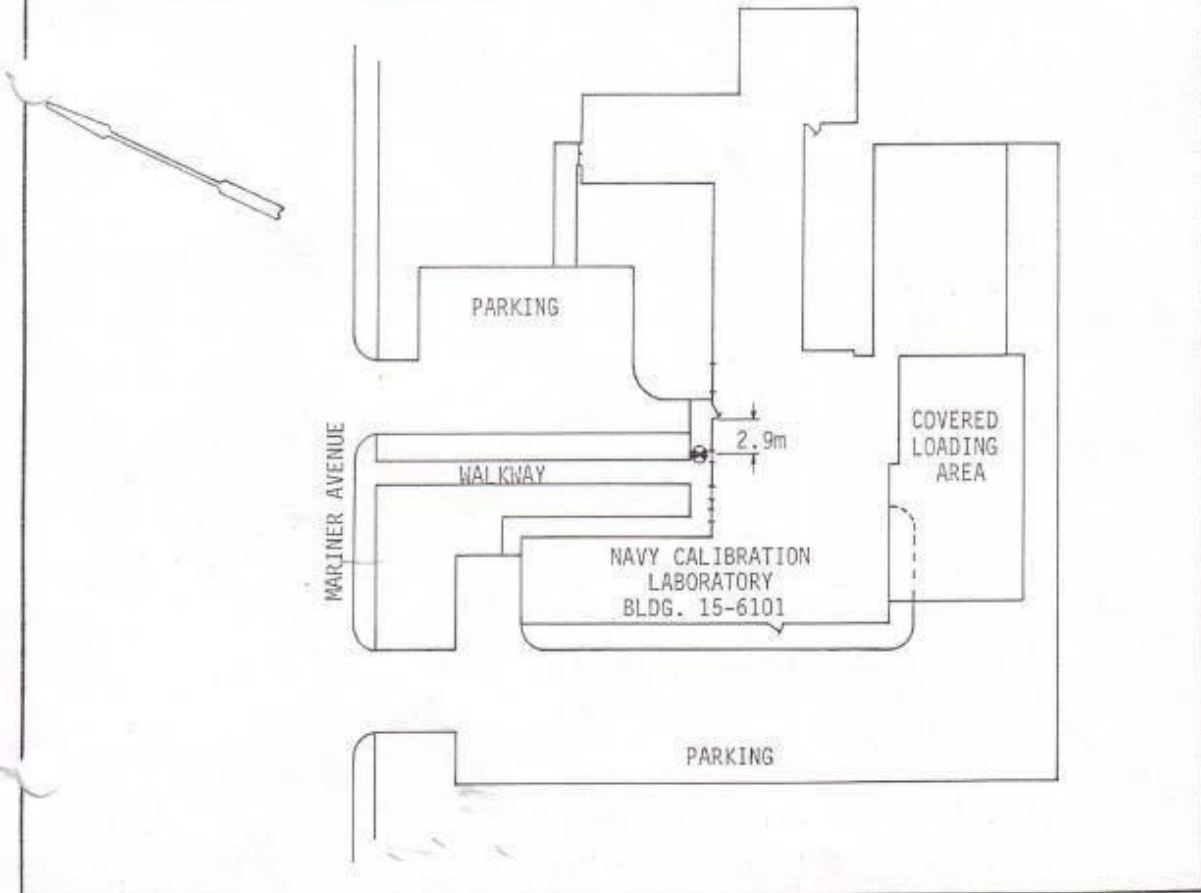 PARKING
2.9m
COVERED
LOADING
AREA
MARINER AVENUE
WALKWAY
NAVY CALIBRATION
LABORATORY
BLDG. 15-6101
PARKING